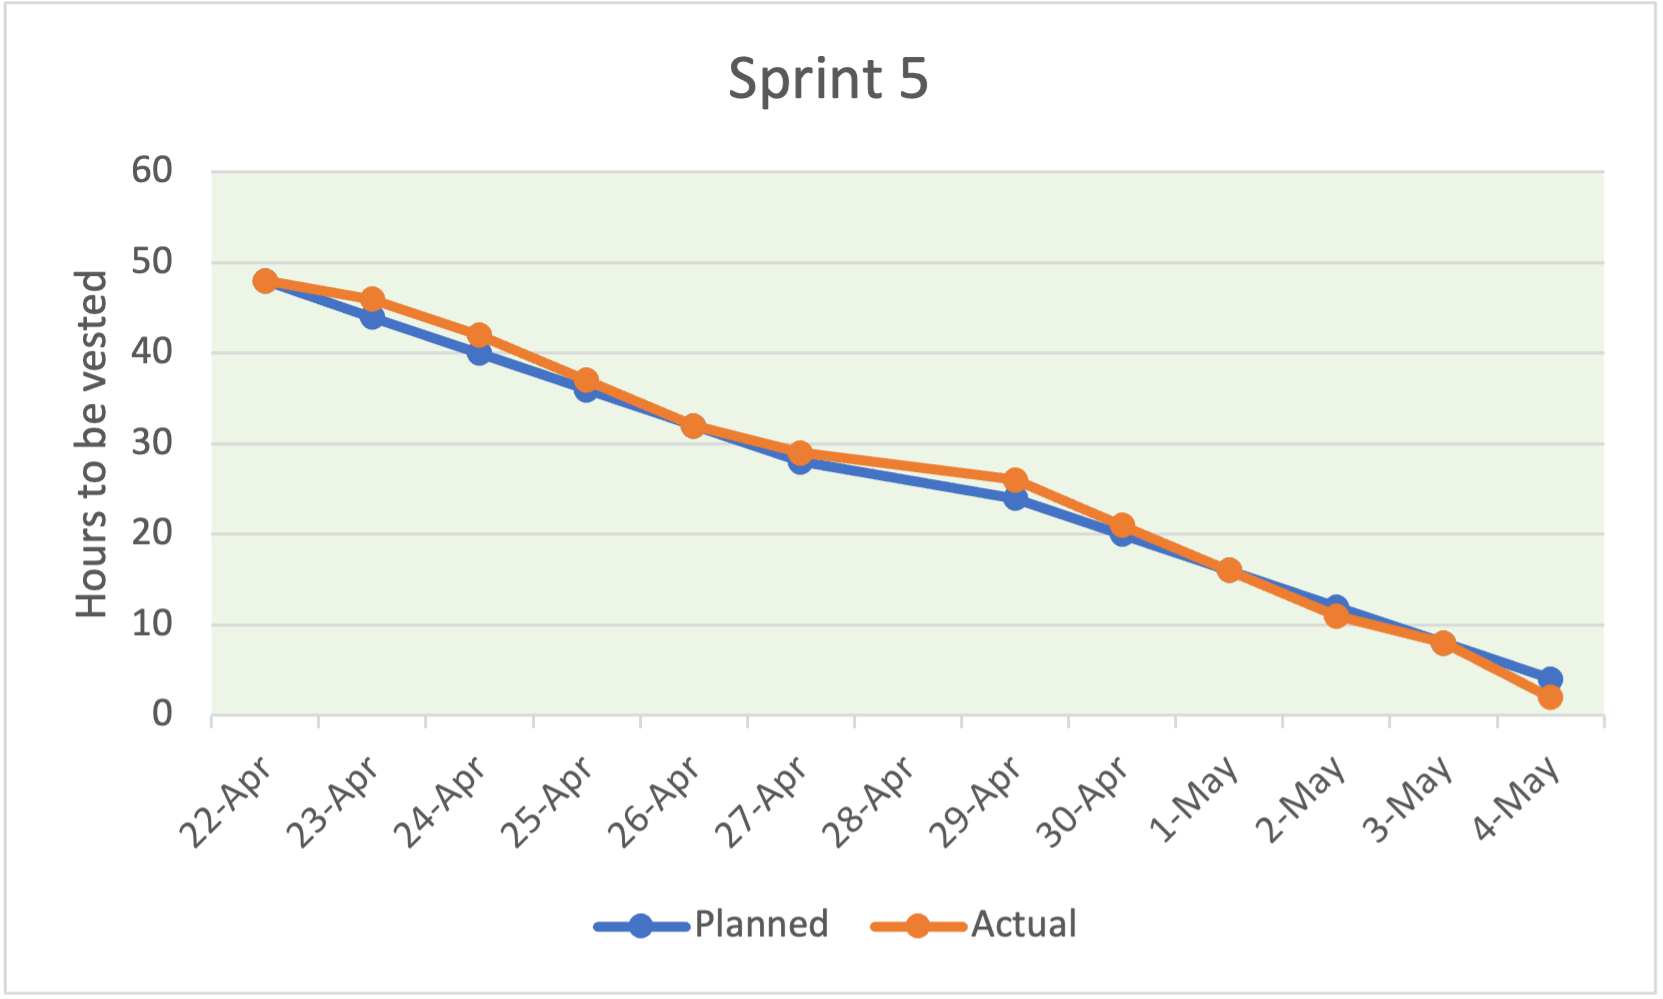 Sprint 5
60
50
40
30
20
10
0
Hours to be vested
22-Apr
23-Apr
24-Apr
25-Apr
26-Apr
27-Apr
28-Apr
29-Apr
30-Apr
1-May
2-May
3-May
4-May
Planned
Actual